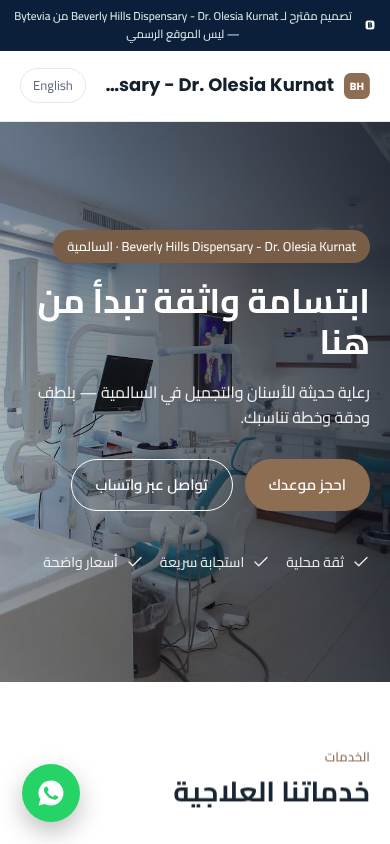 تصميم مقترح لـ Beverly Hills Dispensary - Dr. Olesia Kurnat من Bytevia
— ليس الموقع الرسمي
B
BH
...sary - Dr. Olesia Kurnat
English
Beverly Hills Dispensary - Dr. Olesia Kurnat · السالمية
ابتسامة واثقة تبدأ من
هنا
رعاية حديثة للأسنان والتجميل في السالمية — بلطف
ودقة وخطة تناسبك.
احجز موعدك
تواصل عبر واتساب
ثقة محلية
استجابة سريعة
أسعار واضحة
الخدمات
خدماتنا العلاجية